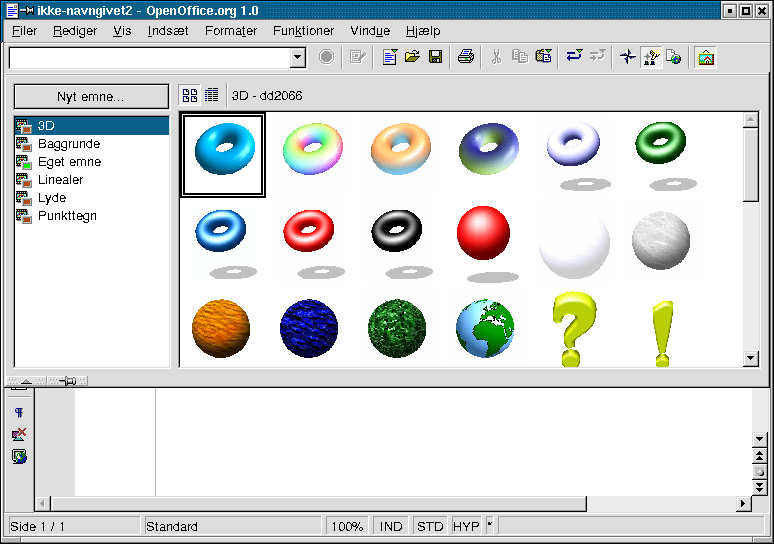 ikke-navngivet2 - OpenOffice.org 1.0
Filer Rediger Vis Indsæt Formater Funktioner Vindue Hjælp
Nyt emne...
3D - dd2066
3D
Baggrunde
Eget emne
Linealer
Lyde
Punkttegn
Side 1 / 1 Standard 100% IND STD HYP *